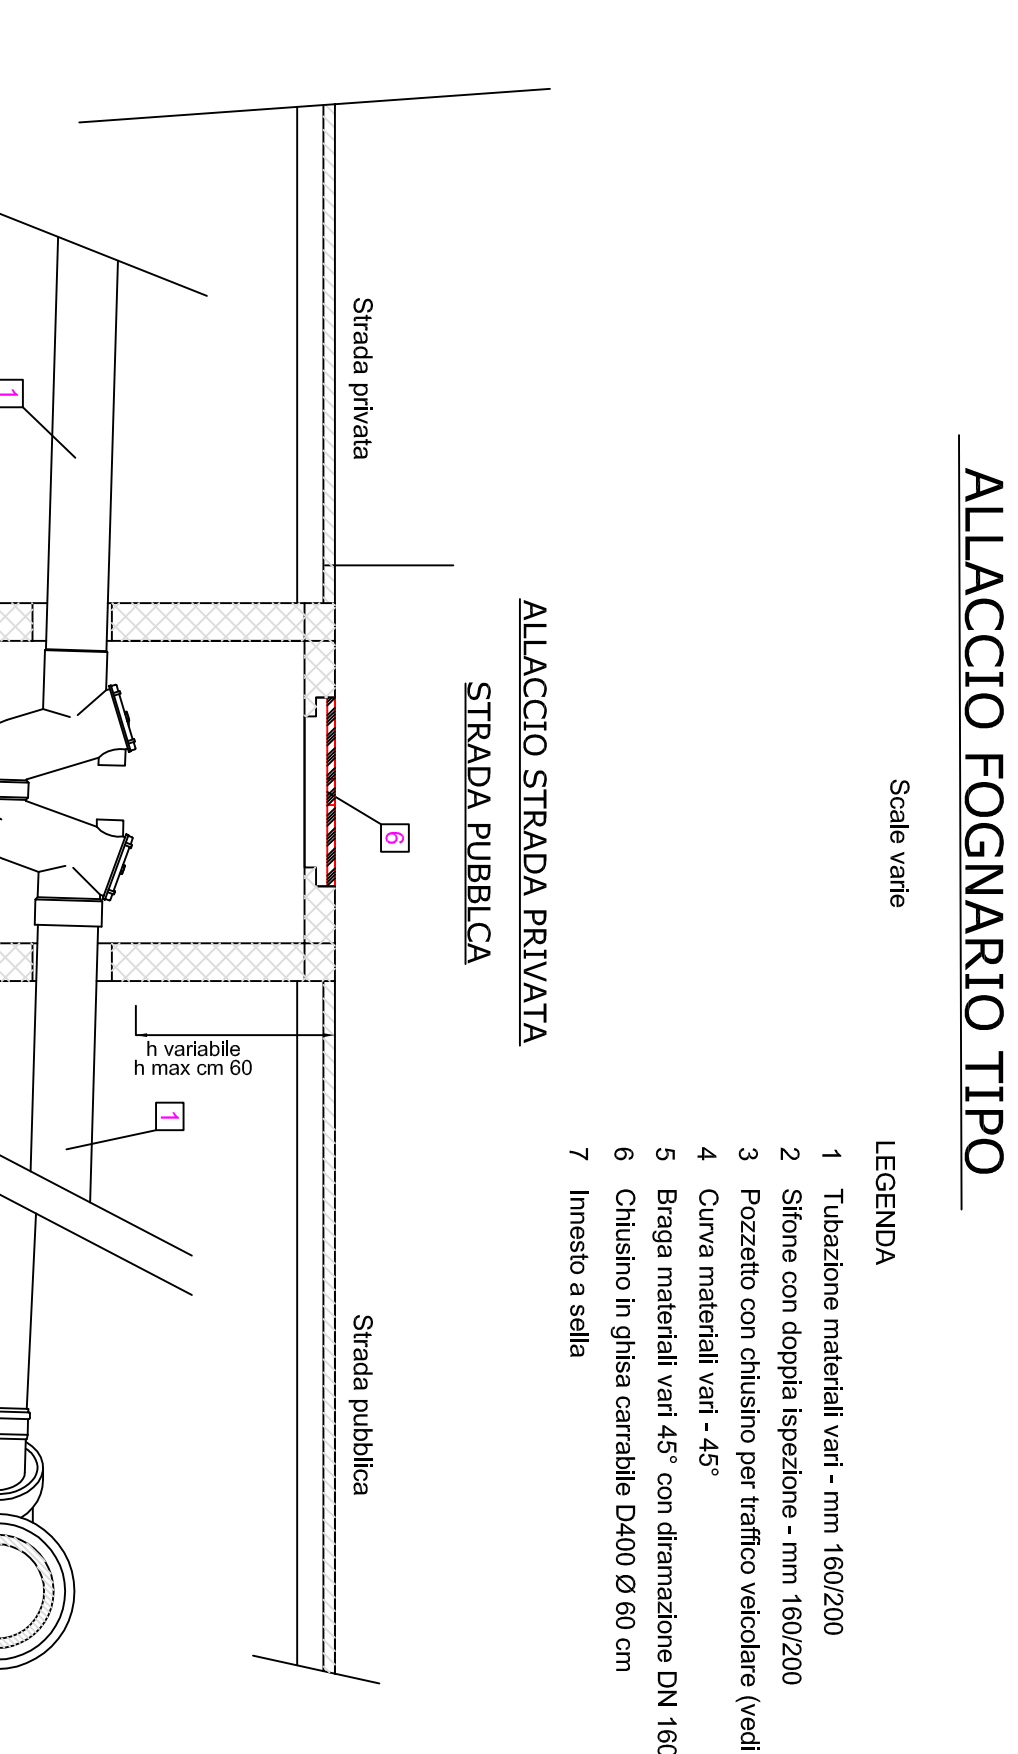 ALLACCIO FOGNARIO TIPO
Scale varie
LEGENDA
1 Tubazione materiali vari - mm 160/200
2 Sifone con doppia ispezione - mm 160/200
3 Pozzetto con chiusino per traffico veicolare (vedi
4 Curva materiali vari - 45°
5 Braga materiali vari 45° con diramazione DN 160
6 Chiusino in ghisa carrabile D400 Ø 60 cm
7 Innesto a sella
ALLACCIO STRADA PRIVATA
STRADA PUBBLCA
6
Strada privata
Strada pubblica
h variabile
h max cm 60
1
1